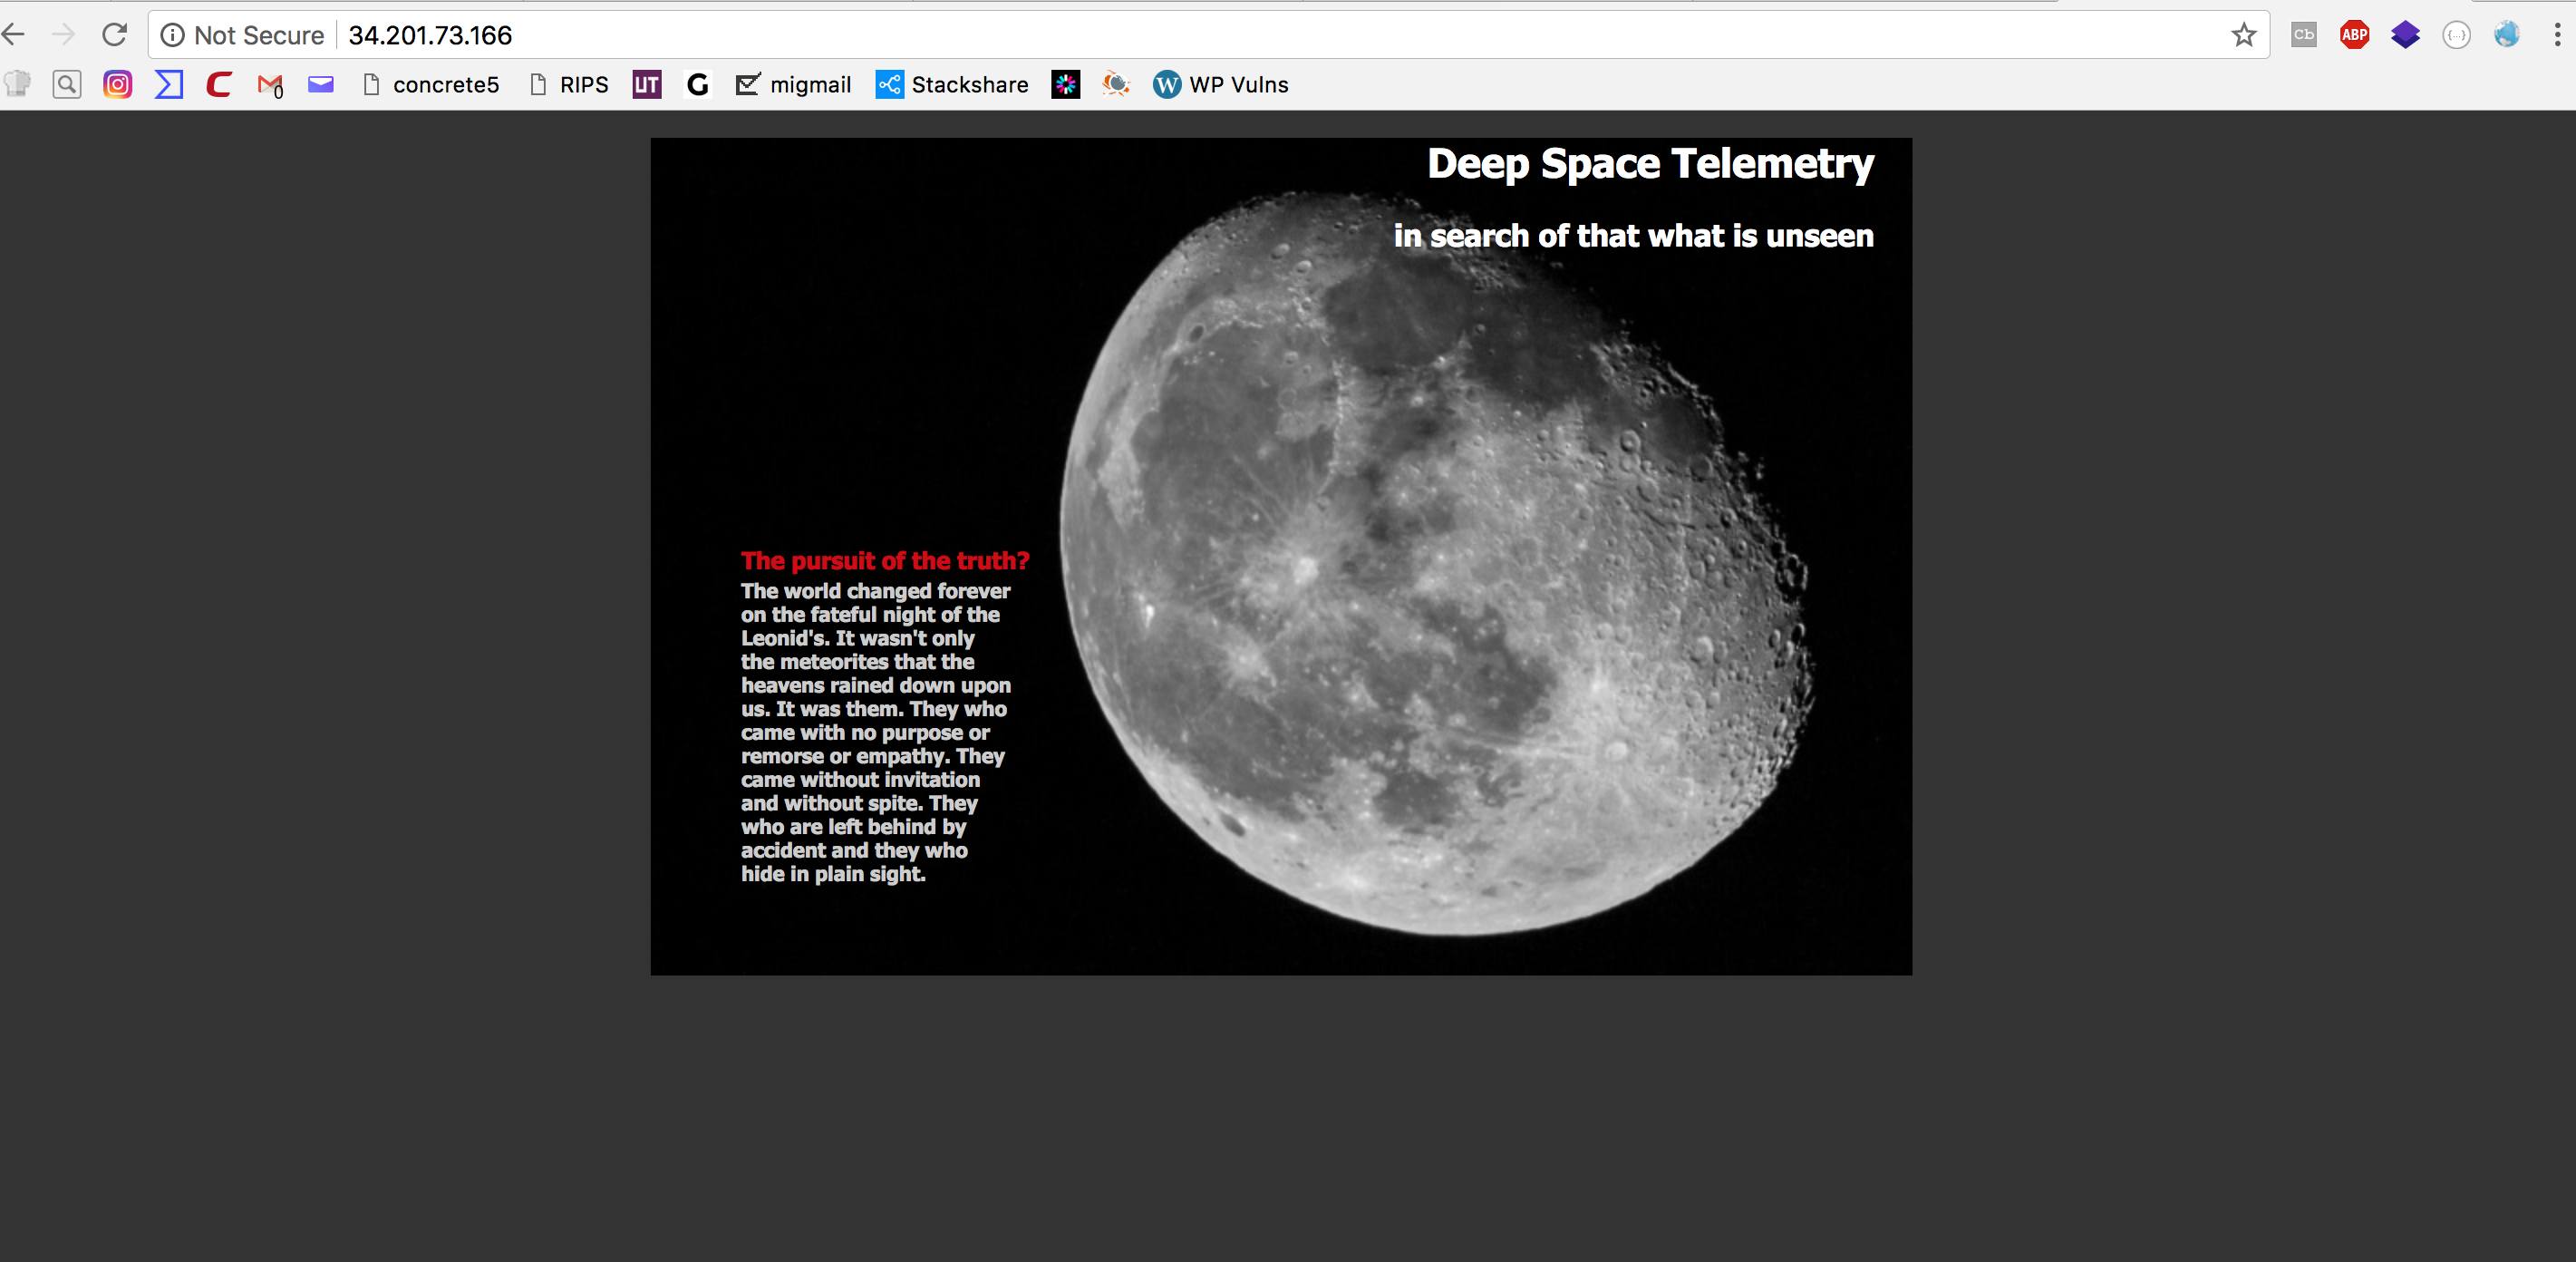 Not Secure 34.201.73.166
Cb ABP {...}
0 concrete5 RIPS UT G migmail Stackshare W WP Vulns
Deep Space Telemetry
in search of that what is unseen
The pursuit of the truth?
The world changed forever
on the fateful night of the
Leonid's. It wasn't only
the meteorites that the
heavens rained down upon
us. It was them. They who
came with no purpose or
remorse or empathy. They
came without invitation
and without spite. They
who are left behind by
accident and they who
hide in plain sight.